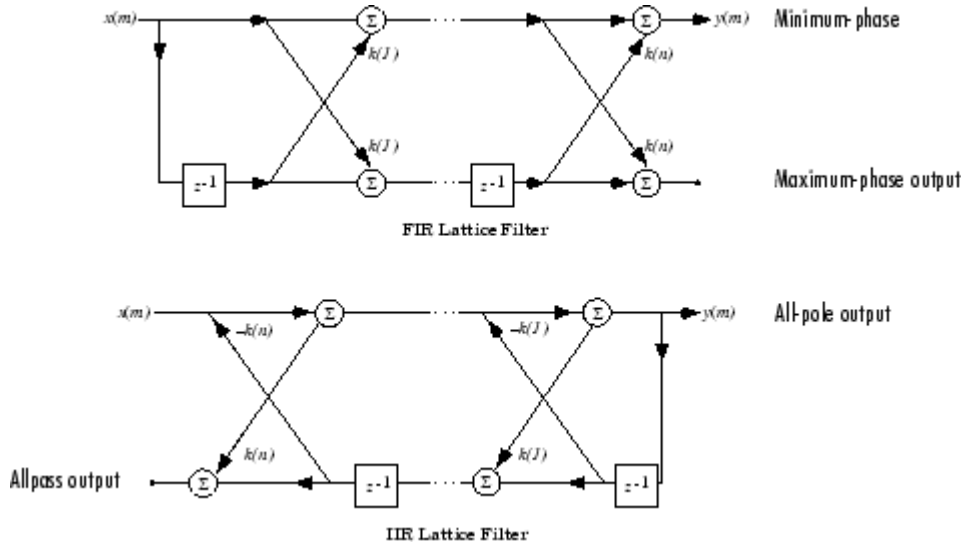 x(m) Σ Σ y(m) Minimum-phase
k(1) k(n)
k(1) k(n)
z-1 Σ z-1 Σ Maximum-phase output
FIR Lattice Filter
x(m) Σ Σ y(m) All-pole output
–k(n) –k(1)
k(n) k(1)
Allpass output Σ z-1 Σ z-1
IIR Lattice Filter